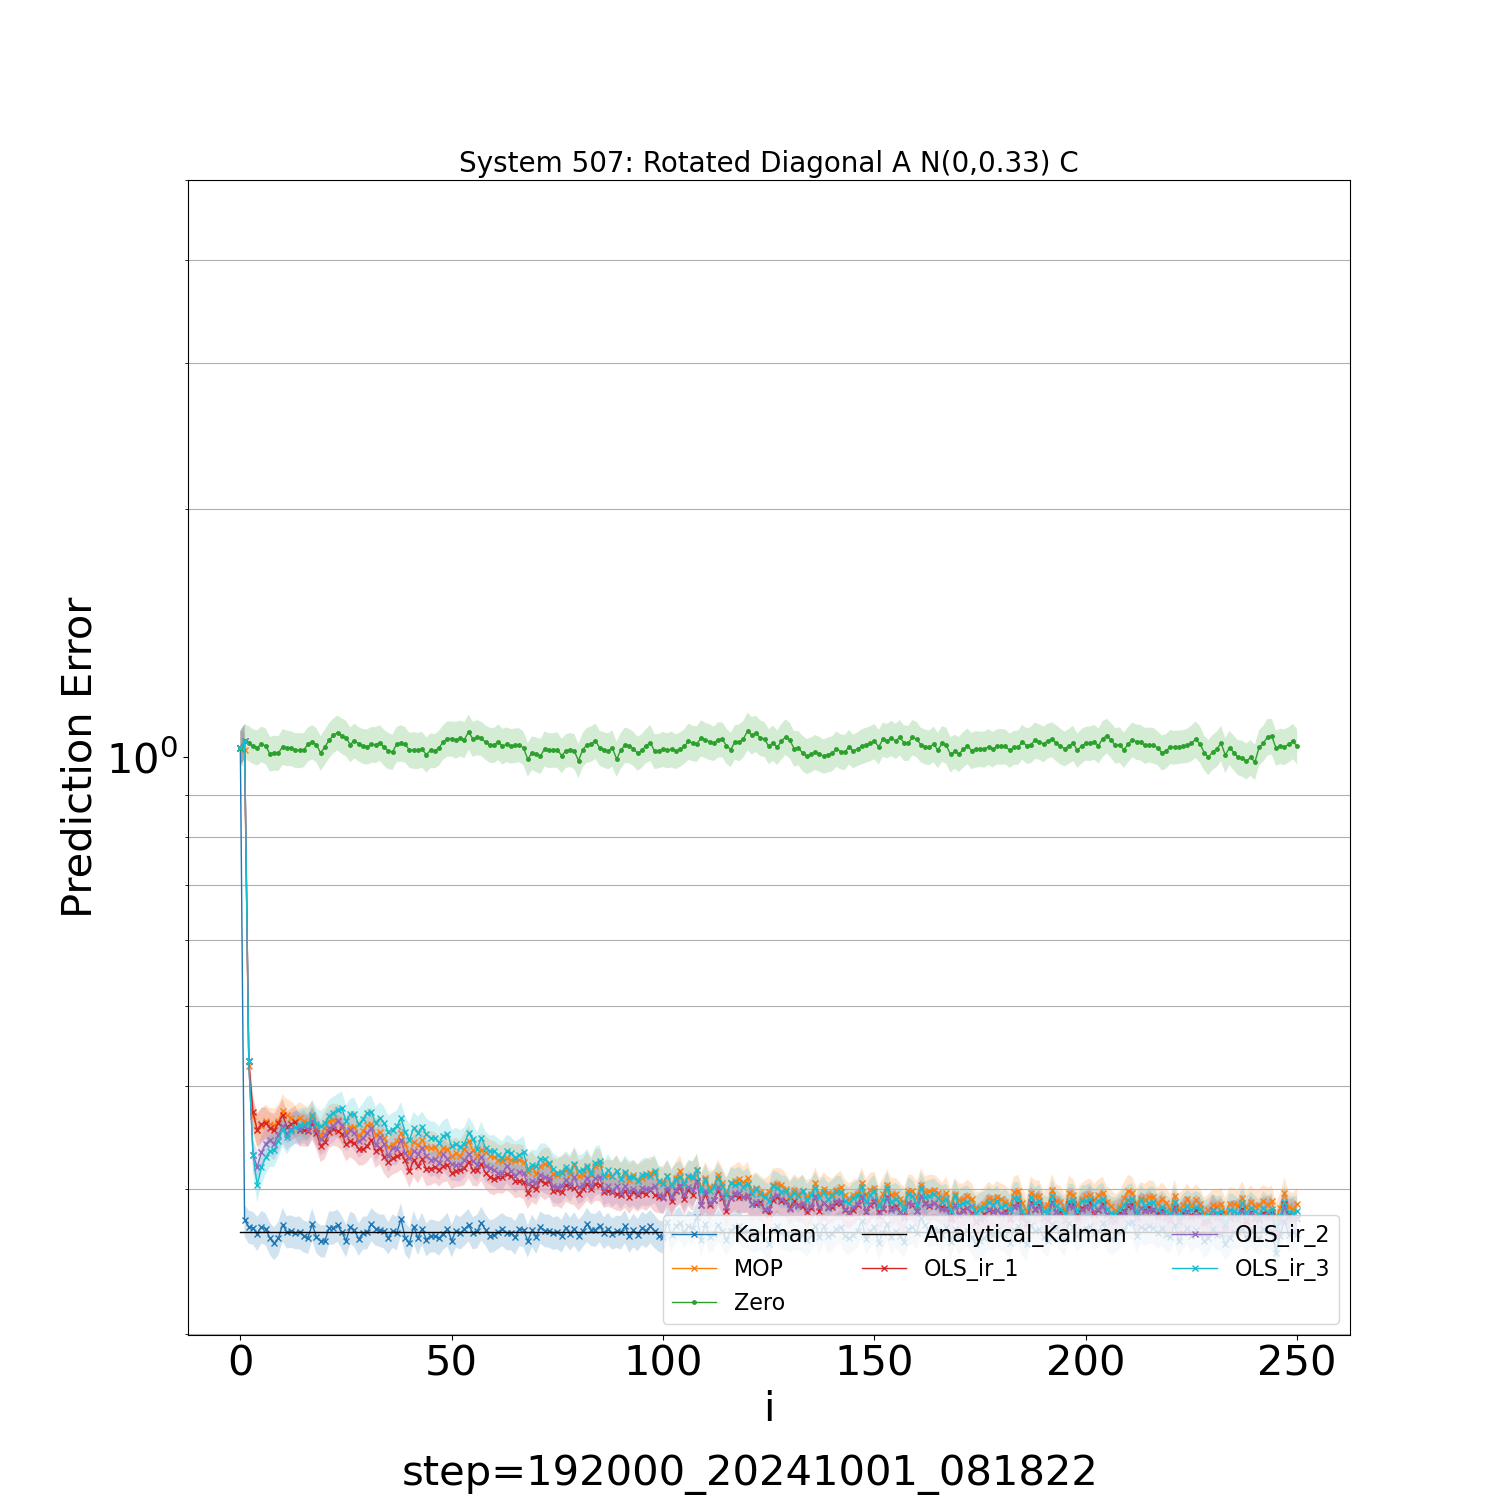 System 507: Rotated Diagonal A N(0,0.33) C
Prediction Error
10⁰
Kalman
MOP
Zero
Analytical_Kalman
OLS_ir_1
OLS_ir_2
OLS_ir_3
0 50 100 150 200 250
i
step=192000_20241001_081822